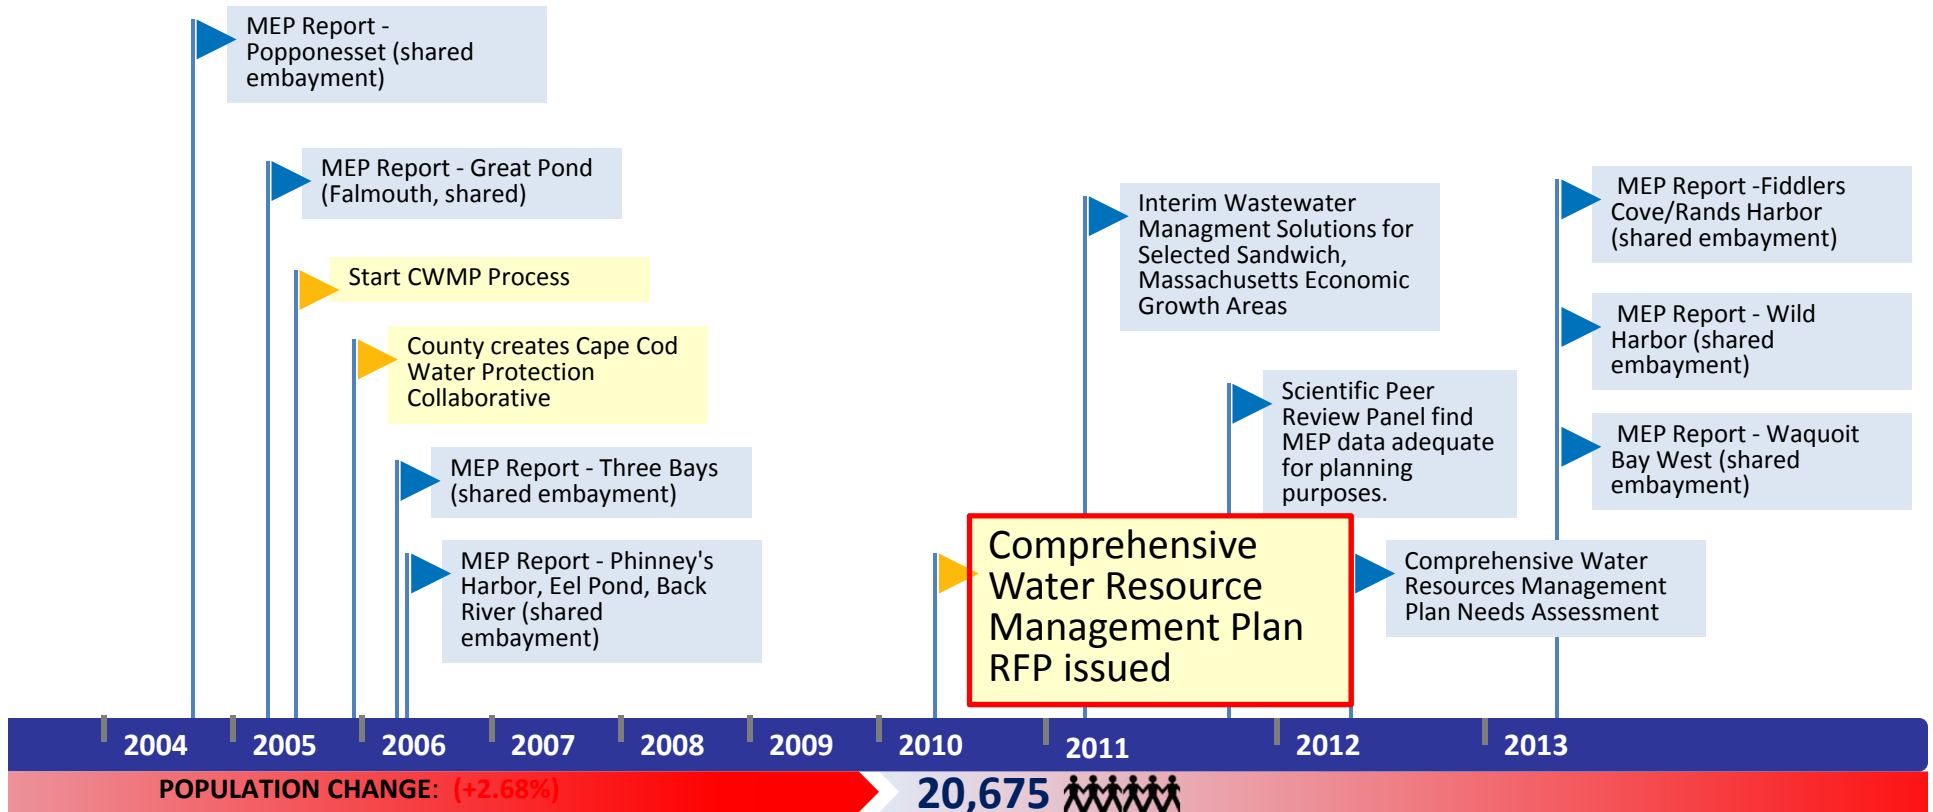 MEP Report -
Popponesset (shared
embayment)
MEP Report - Great Pond
(Falmouth, shared)
Start CWMP Process
County creates Cape Cod
Water Protection
Collaborative
MEP Report - Three Bays
(shared embayment)
MEP Report - Phinney's
Harbor, Eel Pond, Back
River (shared
embayment)
Interim Wastewater
Managment Solutions for
Selected Sandwich,
Massachusetts Economic
Growth Areas
Scientific Peer
Review Panel find
MEP data adequate
for planning
purposes.
Comprehensive
Water Resource
Management Plan
RFP issued
Comprehensive Water
Resources Management
Plan Needs Assessment
MEP Report -Fiddlers
Cove/Rands Harbor
(shared embayment)
MEP Report - Wild
Harbor (shared
embayment)
MEP Report - Waquoit
Bay West (shared
embayment)
2004 2005 2006 2007 2008 2009 2010 2011 2012 2013
POPULATION CHANGE: (+2.68%) 20,675